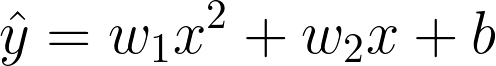 ŷ = w₁x² + w₂x + b